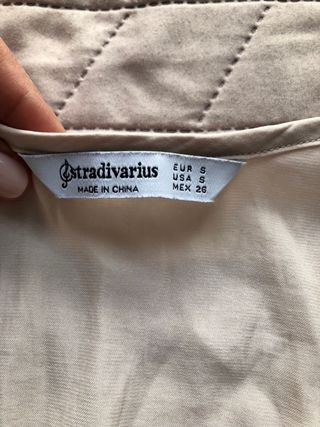 stradivarius
MADE IN CHINA
EUR S
USA S
MEX 26